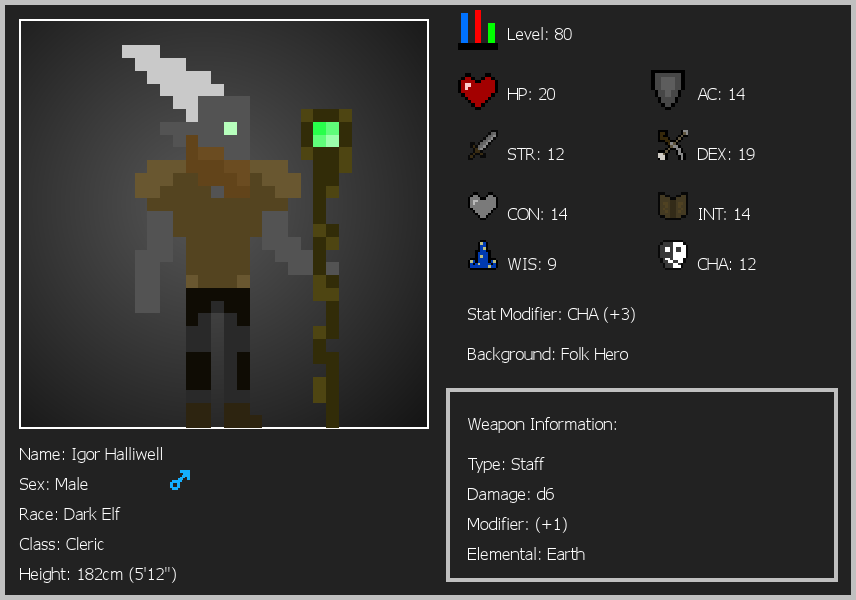 Level: 80
HP: 20
AC: 14
STR: 12
DEX: 19
CON: 14
INT: 14
WIS: 9
CHA: 12
Stat Modifier: CHA (+3)
Background: Folk Hero
Weapon Information:
Type: Staff
Damage: d6
Modifier: (+1)
Elemental: Earth
Name: Igor Halliwell
Sex: Male
Race: Dark Elf
Class: Cleric
Height: 182cm (5'12")